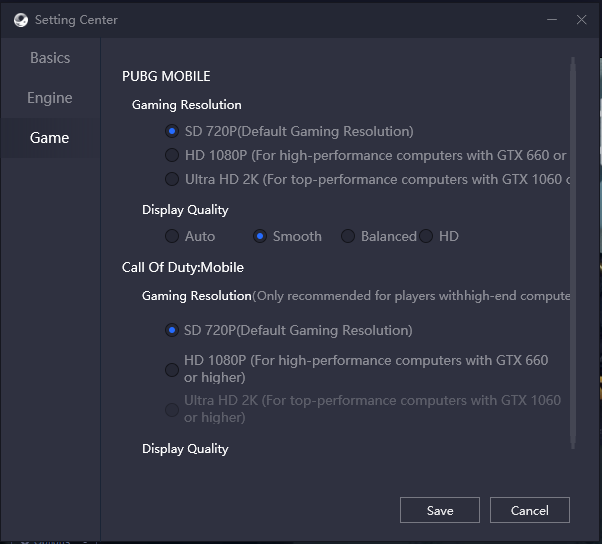 Setting Center
Basics
Engine
Game
PUBG MOBILE
Gaming Resolution
SD 720P(Default Gaming Resolution)
HD 1080P (For high-performance computers with GTX 660 or
Ultra HD 2K (For top-performance computers with GTX 1060
Display Quality
Auto Smooth Balanced HD
Call Of Duty:Mobile
Gaming Resolution(Only recommended for players withhigh-end compute
SD 720P(Default Gaming Resolution)
HD 1080P (For high-performance computers with GTX 660
or higher)
Ultra HD 2K (For top-performance computers with GTX 1060
or higher)
Display Quality
Save Cancel